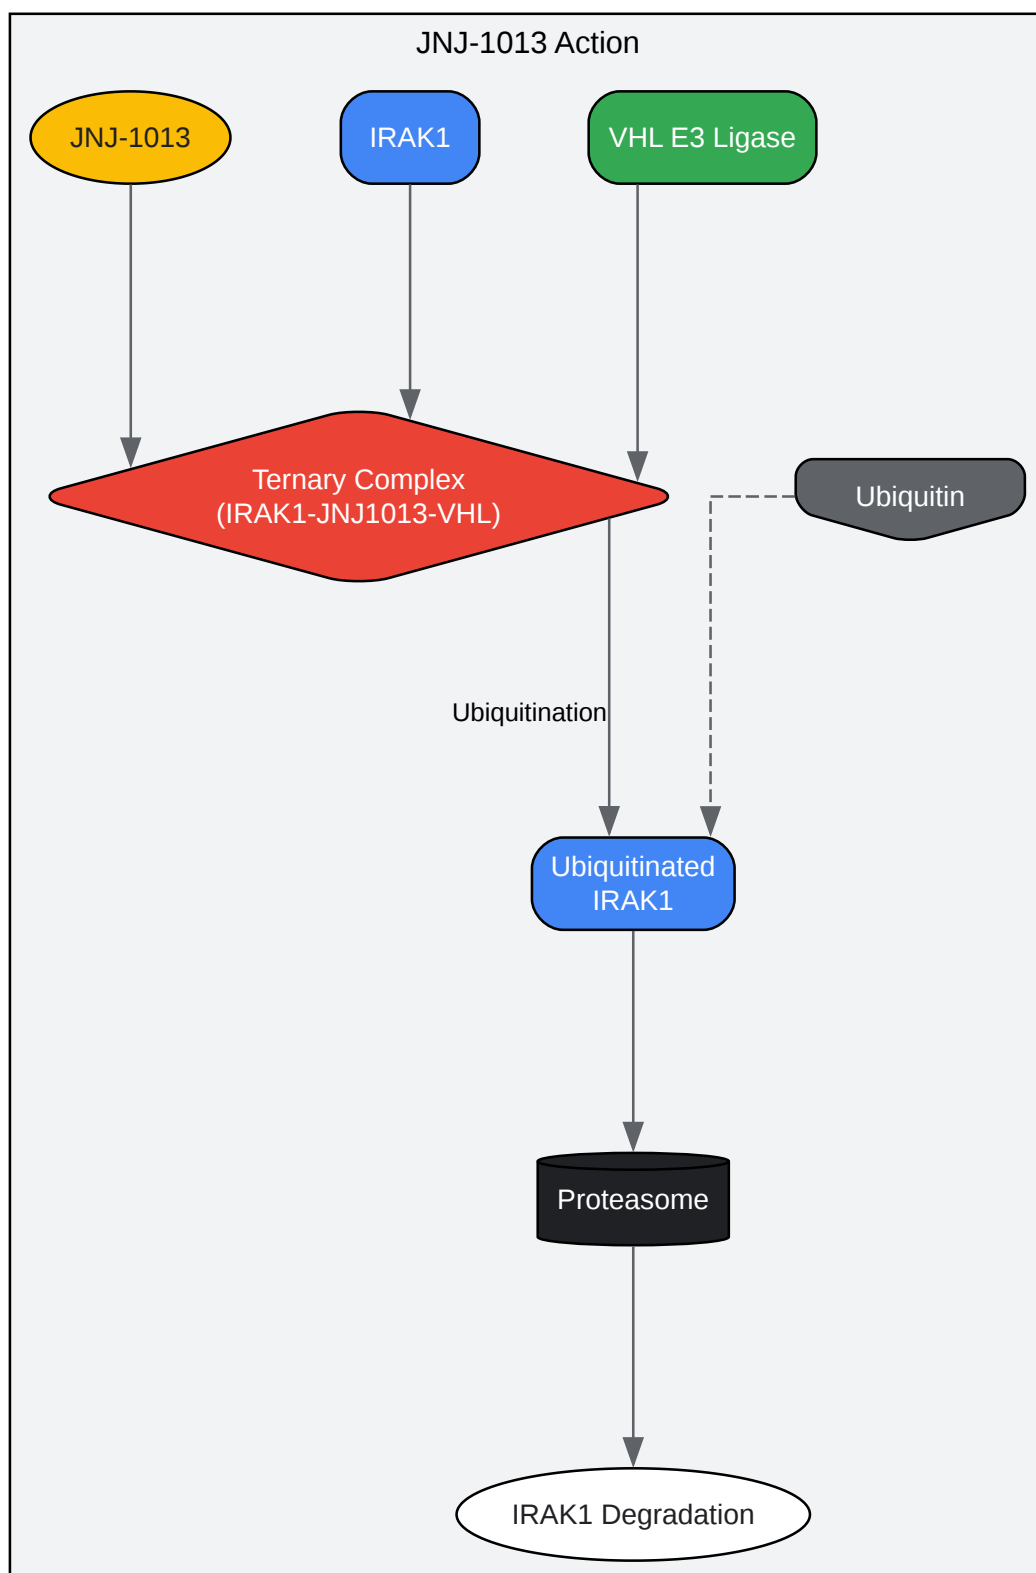 JNJ-1013 Action
JNJ-1013
IRAK1
VHL E3 Ligase
Ternary Complex
(IRAK1-JNJ1013-VHL)
Ubiquitin
Ubiquitination
Ubiquitinated
IRAK1
Proteasome
IRAK1 Degradation